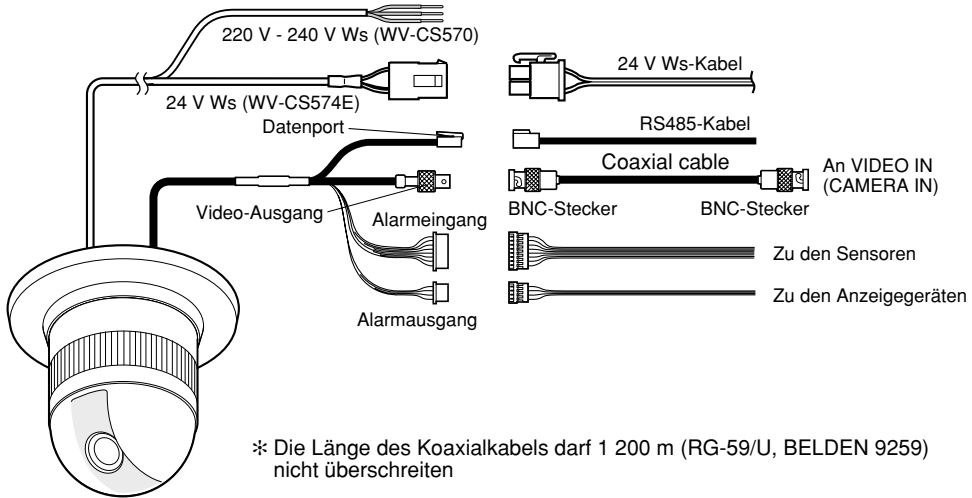 220 V - 240 V Ws (WV-CS570)
24 V Ws (WV-CS574E)
24 V Ws-Kabel
Datenport
RS485-Kabel
Coaxial cable
An VIDEO IN
(CAMERA IN)
Video-Ausgang
BNC-Stecker
BNC-Stecker
Alarmeingang
Zu den Sensoren
Zu den Anzeigegeräten
Alarmausgang
✻ Die Länge des Koaxialkabels darf 1 200 m (RG-59/U, BELDEN 9259)
nicht überschreiten